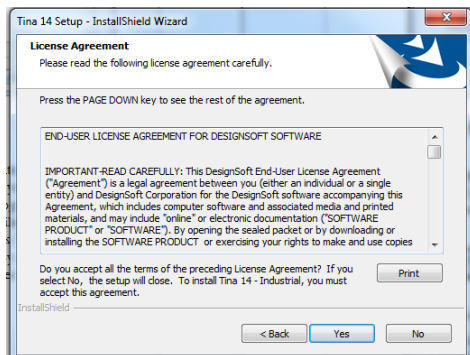 Tina 14 Setup - InstallShield Wizard
License Agreement
Please read the following license agreement carefully.
Press the PAGE DOWN key to see the rest of the agreement.
END-USER LICENSE AGREEMENT FOR DESIGNSOFT SOFTWARE
IMPORTANT-READ CAREFULLY: This DesignSoft End-User License Agreement
("Agreement") is a legal agreement between you (either an individual or a single
entity) and DesignSoft Corporation for the DesignSoft software accompanying this
Agreement, which includes computer software and associated media and printed
materials, and may include "online" or electronic documentation ("SOFTWARE
PRODUCT" or "SOFTWARE"). By opening the sealed packet or by downloading or
installing the SOFTWARE PRODUCT or exercising your rights to make and use copies
Do you accept all the terms of the preceding License Agreement? If you
select No, the setup will close. To install Tina 14 - Industrial, you must
accept this agreement.
Print
InstallShield
< Back
Yes
No